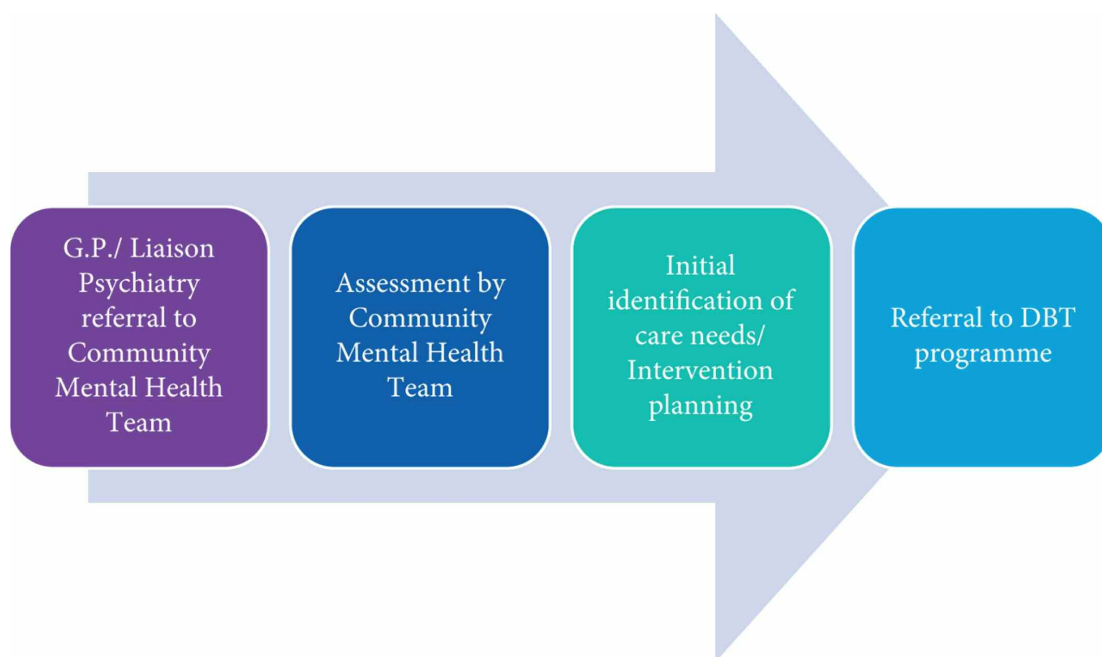 G.P./ Liaison
Psychiatry
referral to
Community
Mental Health
Team
Assessment by
Community
Mental Health
Team
Initial
identification of
care needs/
Intervention
planning
Referral to DBT
programme